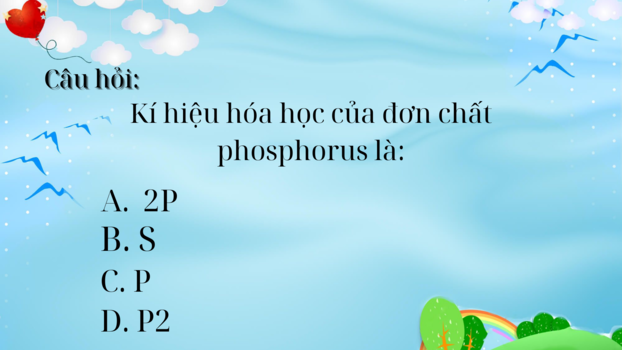 Câu hỏi:
Kí hiệu hóa học của đơn chất
phosphorus là:
A. 2P
B. S
C. P
D. P2